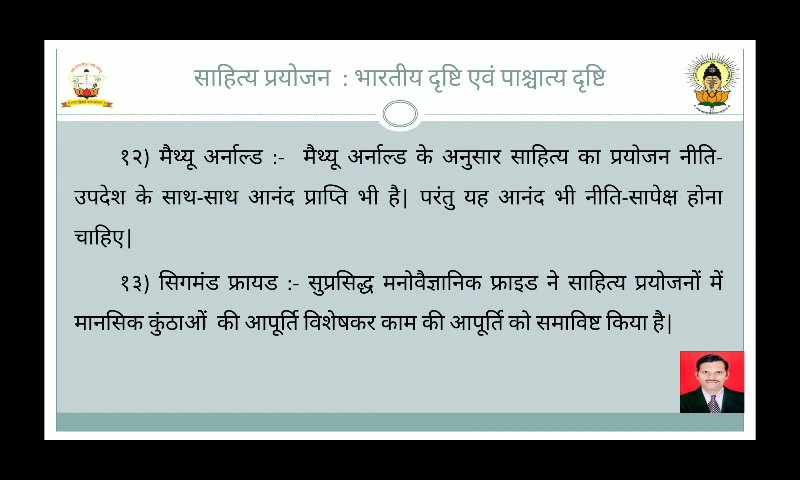 साहित्य प्रयोजन : भारतीय दृष्टि एवं पाश्चात्य दृष्टि
१२) मैथ्यू अर्नाल्ड :- मैथ्यू अर्नाल्ड के अनुसार साहित्य का प्रयोजन नीति-
उपदेश के साथ-साथ आनंद प्राप्ति भी है| परंतु यह आनंद भी नीति-सापेक्ष होना
चाहिए|
१३) सिगमंड फ्रायड :- सुप्रसिद्ध मनोवैज्ञानिक फ्राइड ने साहित्य प्रयोजनों में
मानसिक कुंठाओं की आपूर्ति विशेषकर काम की आपूर्ति को समाविष्ट किया है|